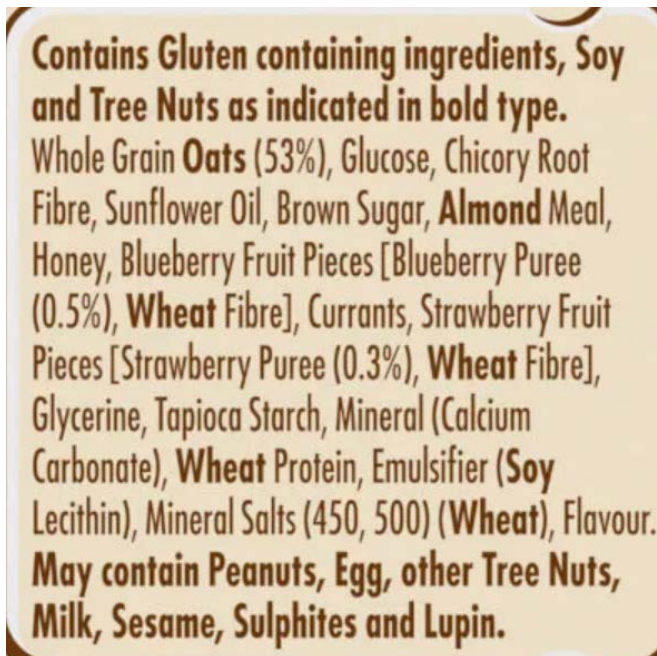 Contains Gluten containing ingredients, Soy
and Tree Nuts as indicated in bold type.
Whole Grain Oats (53%), Glucose, Chicory Root
Fibre, Sunflower Oil, Brown Sugar, Almond Meal,
Honey, Blueberry Fruit Pieces [Blueberry Puree
(0.5%), Wheat Fibre], Currants, Strawberry Fruit
Pieces [Strawberry Puree (0.3%), Wheat Fibre],
Glycerine, Tapioca Starch, Mineral (Calcium
Carbonate), Wheat Protein, Emulsifier (Soy
Lecithin), Mineral Salts (450, 500) (Wheat), Flavour.
May contain Peanuts, Egg, other Tree Nuts,
Milk, Sesame, Sulphites and Lupin.